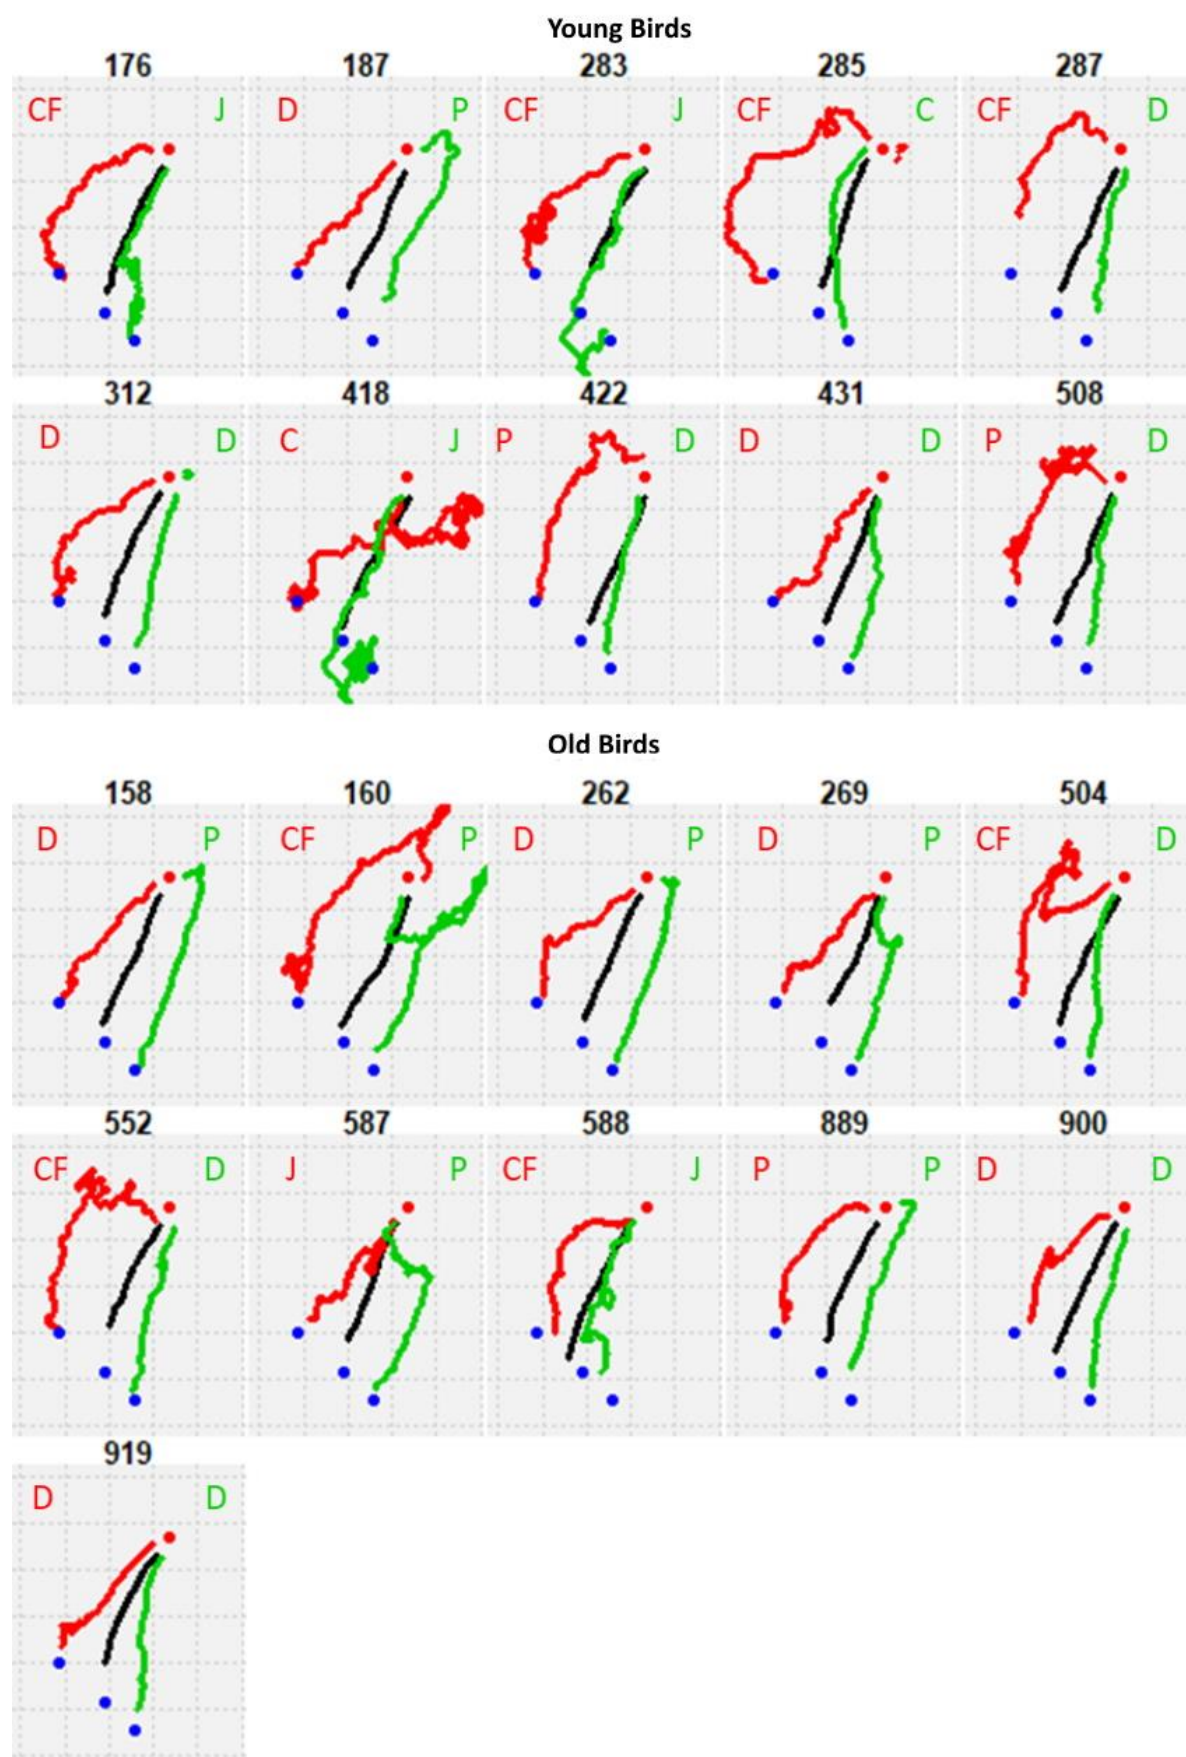 Young Birds
176 187 283 285 287
CF J D P CF J CF C CF D
312 418 422 431 508
D D C J P D D D P D
Old Birds
158 160 262 269 504
D P CF P D P D P CF D
552 587 588 889 900
CF D J P CF J P P D D
919
D D